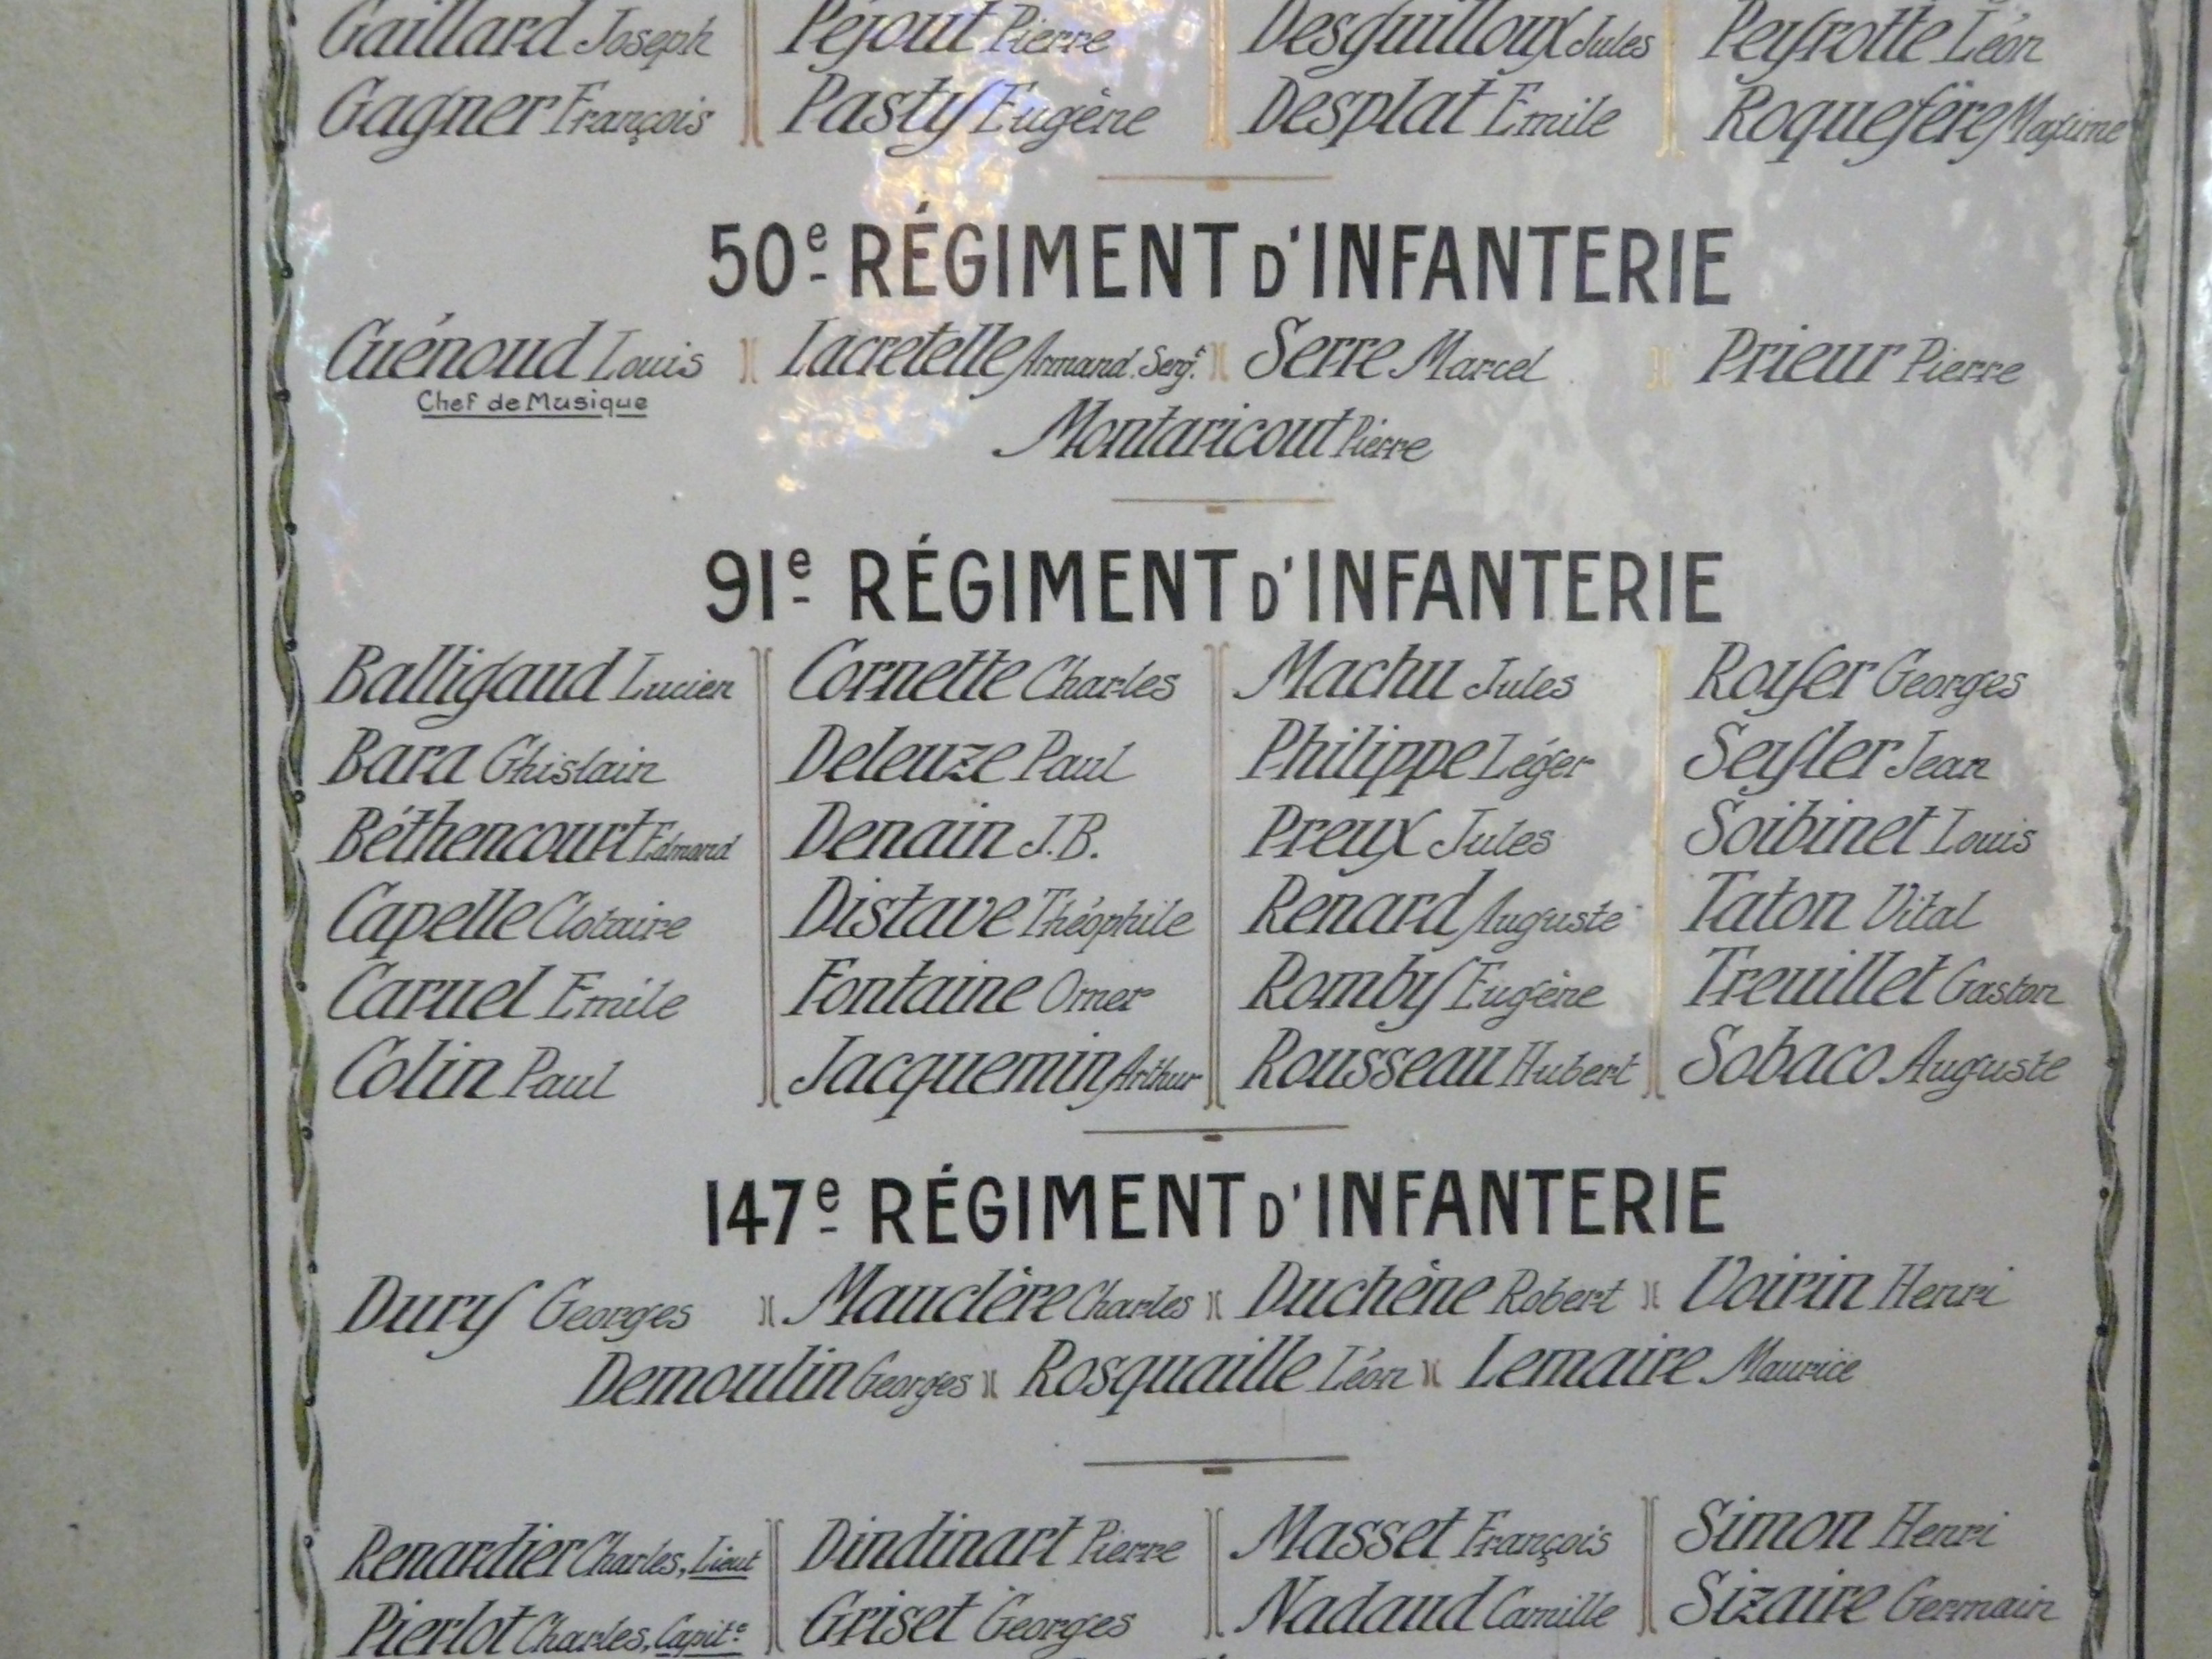 Gaillard Joseph Péjout Pierre Desguilloux Jules Peyrotte Léon
Gagner François Pasty Eugène Desplat Emile Roquefère Maxime
50e RÉGIMENT D'INFANTERIE
Guénoud Louis Lacretelle Armand. Sergt. Serre Marcel Prieur Pierre
Chef de Musique
Montaricout Pierre
91e RÉGIMENT D'INFANTERIE
Balligaud Lucien Cornette Charles Machu Jules Royer Georges
Bara Ghislain Deleuze Paul Philippe Léger Seyler Jean
Béthencourt Edmond Denain J.B. Preux Jules Soibinet Louis
Capelle Clotaire Distave Théophile Renard Auguste Taton Vital
Caruel Emile Fontaine Omer Romby Eugène Treuillet Gaston
Colin Paul Jacquemin Arthur Rousseau Hubert Sobaco Auguste
147e RÉGIMENT D'INFANTERIE
Dury Georges Mauclère Charles Duchêne Robert Voirin Henri
Demoulin Georges Rosquaille Léon Lemaire Maurice
Renardier Charles, Lieut Dindinart Pierre Masset François Simon Henri
Pierlot Charles, Capite Griset Georges Nadaud Camille Sizaire Germain